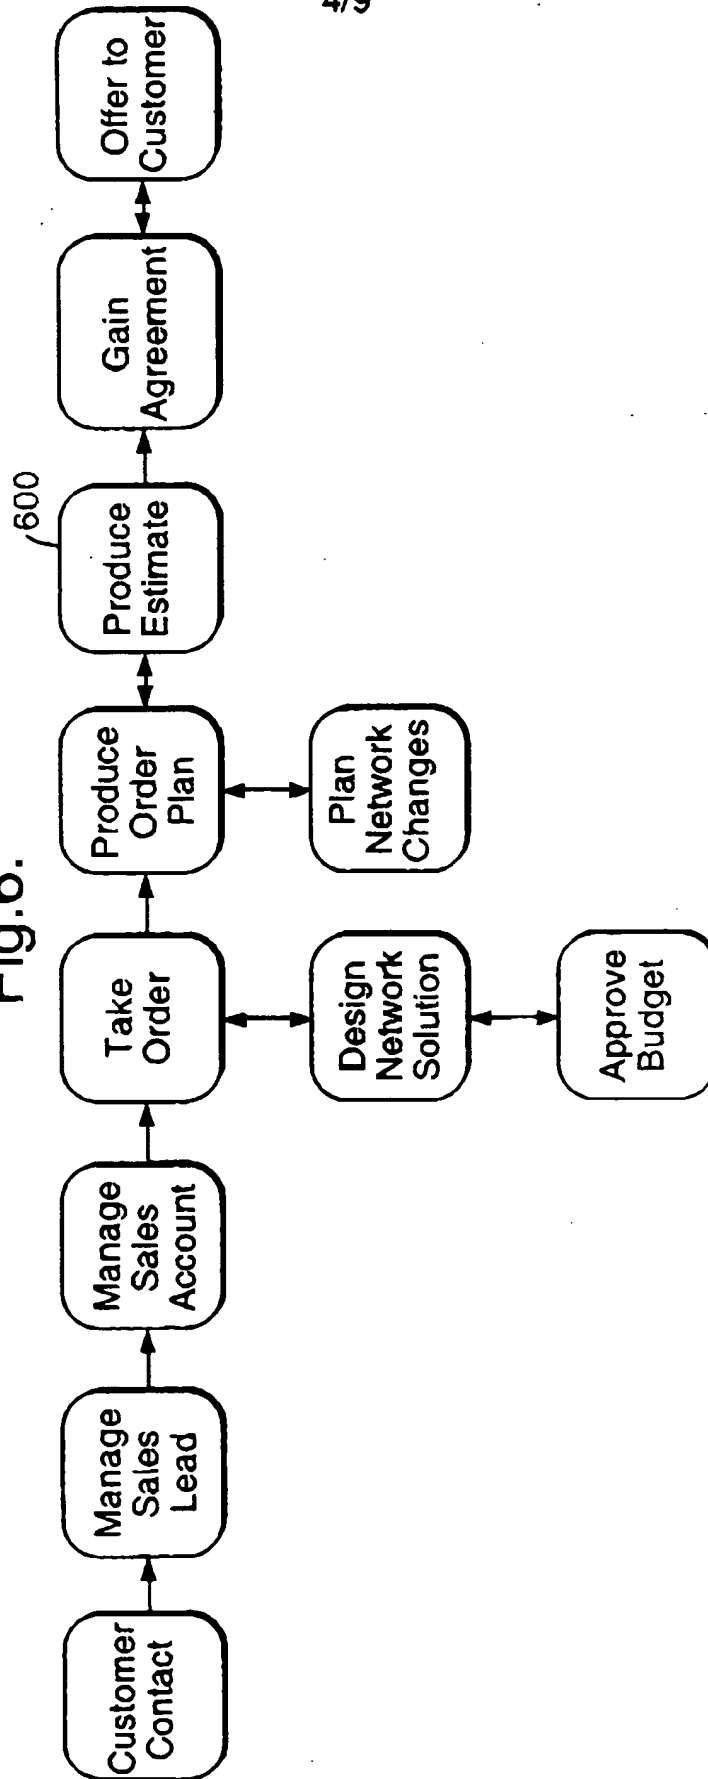 4/9
Fig.6.
Customer
Contact
Manage
Sales
Lead
Manage
Sales
Account
Take
Order
Produce
Order
Plan
Produce
Estimate
600
Gain
Agreement
Offer to
Customer
Design
Network
Solution
Plan
Network
Changes
Approve
Budget